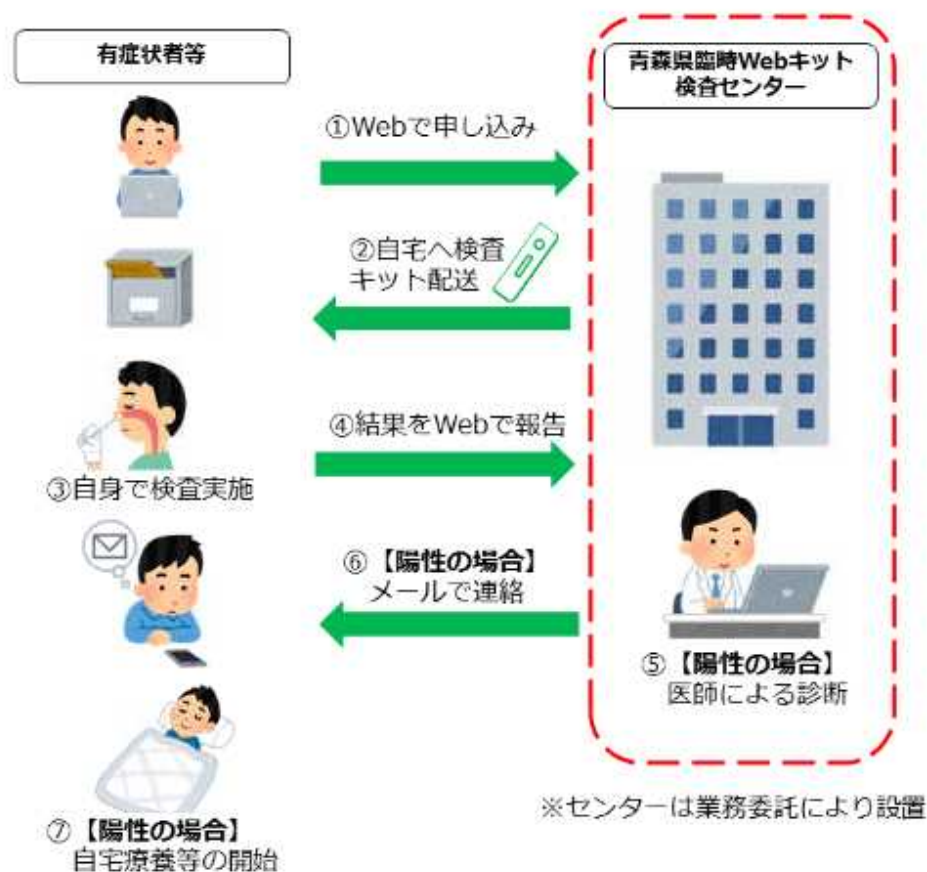 有症状者等
青森県臨時Webキット
検査センター
①Webで申し込み
②自宅へ検査
キット配送
③自身で検査実施
④結果をWebで報告
⑤【陽性の場合】
医師による診断
⑥【陽性の場合】
メールで連絡
⑦【陽性の場合】
自宅療養等の開始
※センターは業務委託により設置